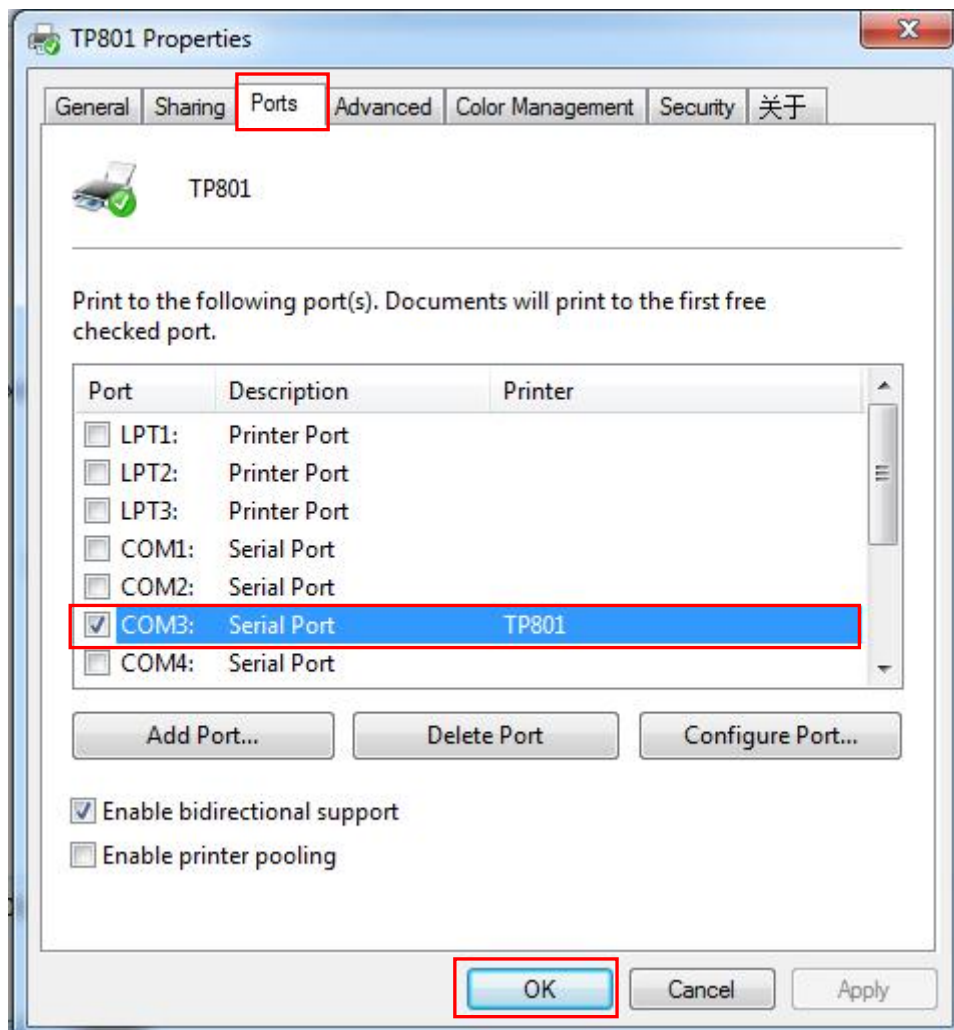 TP801 Properties
General Sharing Ports Advanced Color Management Security 关于
TP801
Print to the following port(s). Documents will print to the first free
checked port.
Port Description Printer
LPT1: Printer Port
LPT2: Printer Port
LPT3: Printer Port
COM1: Serial Port
COM2: Serial Port
COM3: Serial Port TP801
COM4: Serial Port
Add Port... Delete Port Configure Port...
Enable bidirectional support
Enable printer pooling
OK Cancel Apply